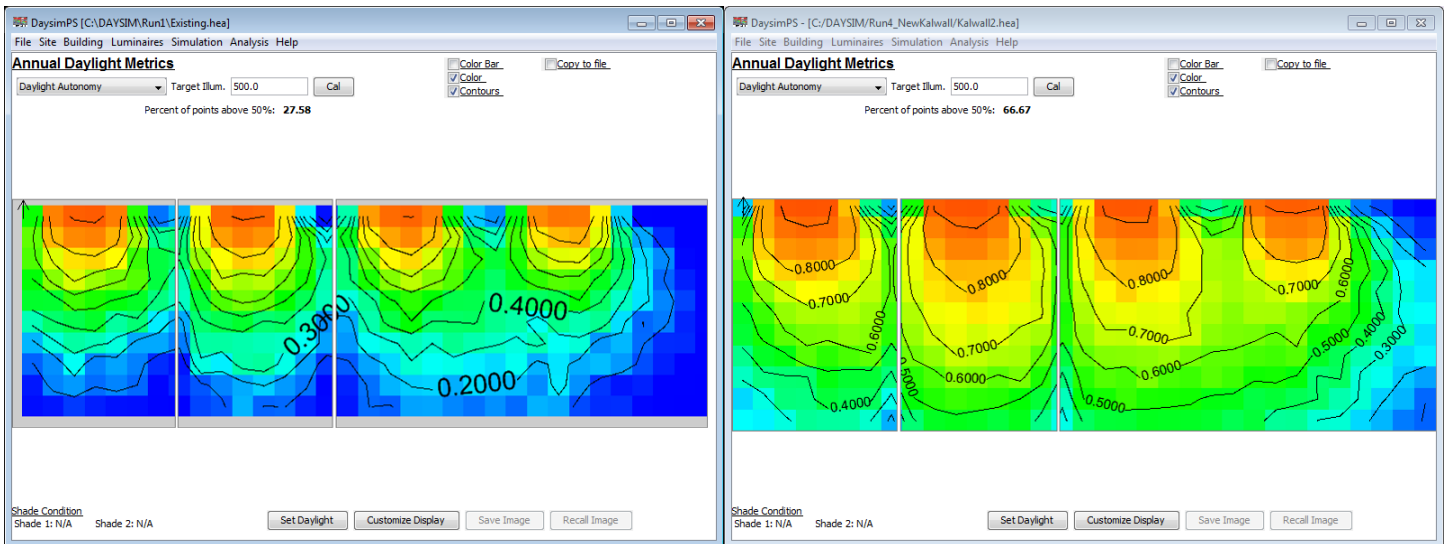 DaysimPS [C:\DAYSIM\Run1\Existing.hea]
File Site Building Luminaires Simulation Analysis Help
Annual Daylight Metrics
Color Bar
Copy to file
Daylight Autonomy
Target Illum.
500.0
Cal
Color
Contours
Percent of points above 50%: 27.58
0.3000
0.4000
0.2000
Shade Condition
Shade 1: N/A Shade 2: N/A
Set Daylight
Customize Display
Save Image
Recall Image
DaysimPS - [C:/DAYSIM/Run4_NewKalwall/Kalwall2.hea]
File Site Building Luminaires Simulation Analysis Help
Annual Daylight Metrics
Color Bar
Copy to file
Daylight Autonomy
Target Illum.
500.0
Cal
Color
Contours
Percent of points above 50%: 66.67
0.8000
0.7000
0.6000
0.4000
0.5000
0.8000
0.7000
0.6000
0.8000
0.7000
0.7000
0.6000
0.6000
0.5000
0.5000
0.4000
0.3000
Shade Condition
Shade 1: N/A Shade 2: N/A
Set Daylight
Customize Display
Save Image
Recall Image